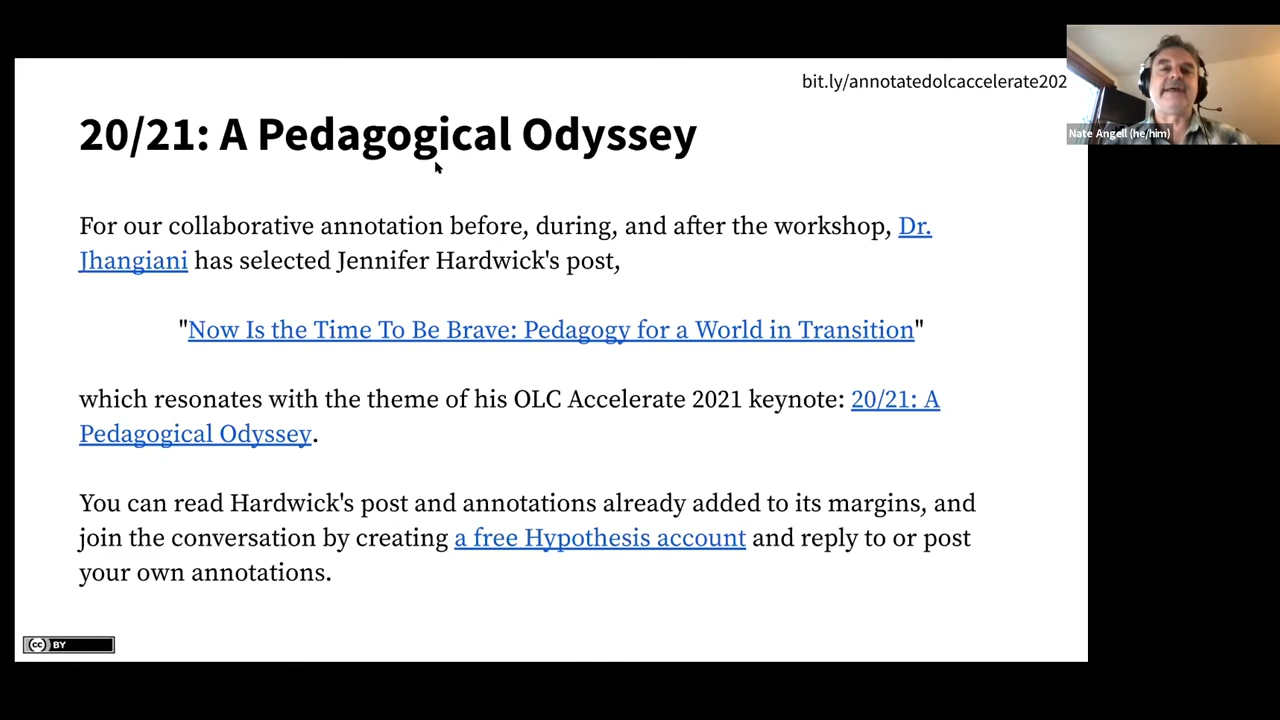 bit.ly/annotatedolcaccelerate202
20/21: A Pedagogical Odyssey
For our collaborative annotation before, during, and after the workshop, Dr.
Jhangiani has selected Jennifer Hardwick's post,
"Now Is the Time To Be Brave: Pedagogy for a World in Transition"
which resonates with the theme of his OLC Accelerate 2021 keynote: 20/21: A
Pedagogical Odyssey.
You can read Hardwick's post and annotations already added to its margins, and
join the conversation by creating a free Hypothesis account and reply to or post
your own annotations.
Nate Angell (he/him)
cc BY